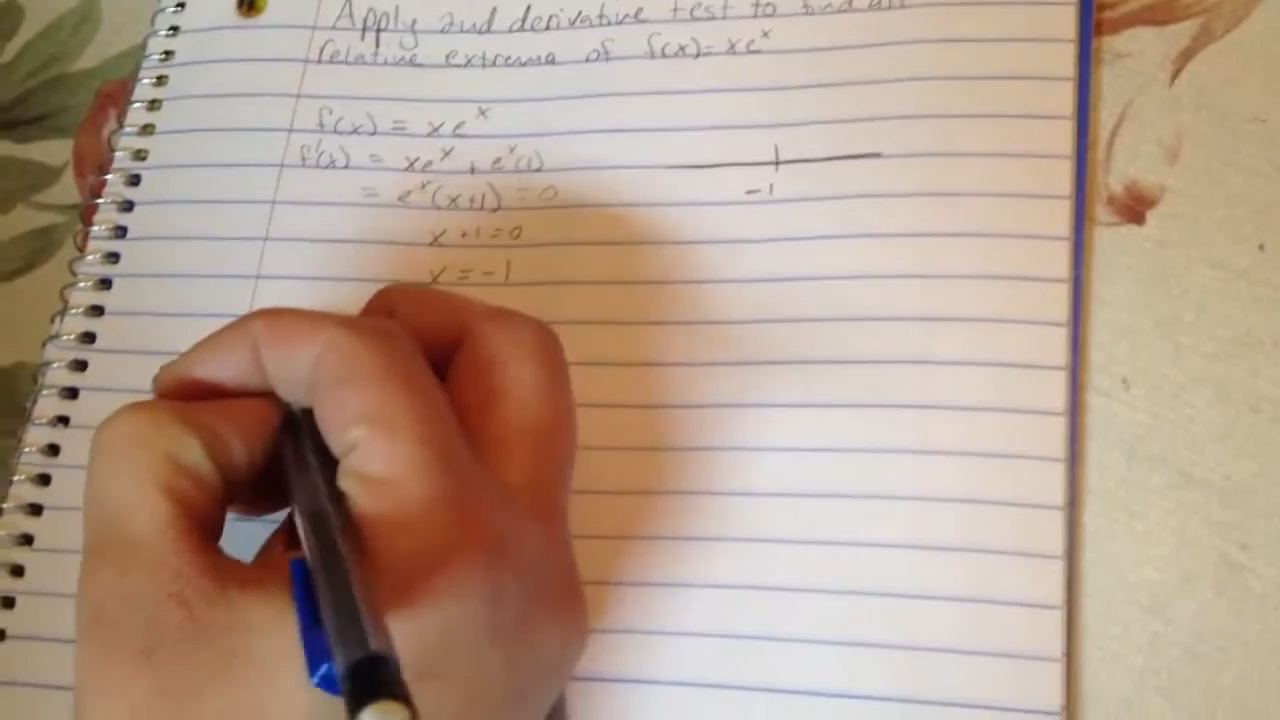 Apply 2nd derivative test to find all
relative extrema of f(x)=xe^x
f(x) = xe^x
f'(x) = xe^x + e^x(1)
= e^x(x+1) = 0
-1
x+1=0
x = -1